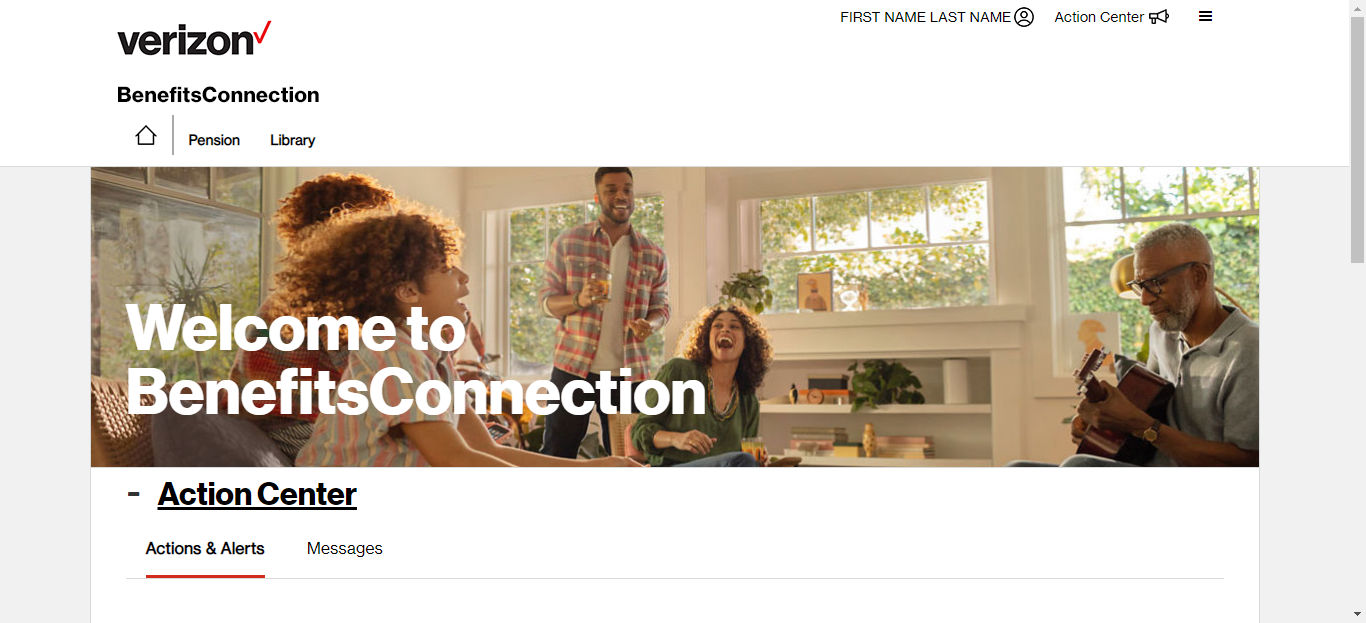 FIRST NAME LAST NAME Action Center
verizon
BenefitsConnection
Pension Library
Welcome to
BenefitsConnection
- Action Center
Actions & Alerts Messages